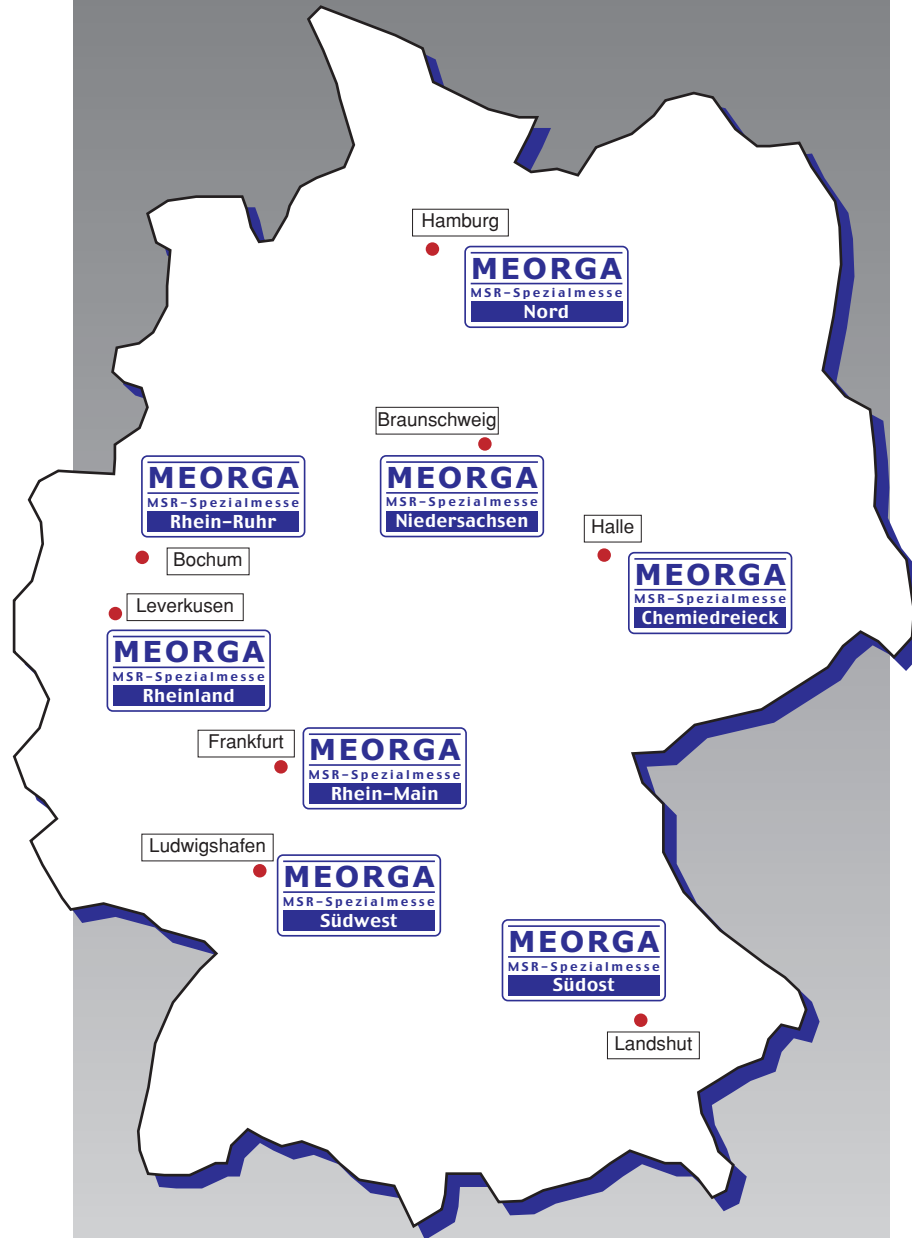 Hamburg
MEORGA
MSR-Spezialmesse
Nord
Braunschweig
MEORGA
MSR-Spezialmesse
Niedersachsen
MEORGA
MSR-Spezialmesse
Rhein-Ruhr
Bochum
Halle
MEORGA
MSR-Spezialmesse
Chemiedreieck
Leverkusen
MEORGA
MSR-Spezialmesse
Rheinland
Frankfurt
MEORGA
MSR-Spezialmesse
Rhein-Main
Ludwigshafen
MEORGA
MSR-Spezialmesse
Südwest
MEORGA
MSR-Spezialmesse
Südost
Landshut